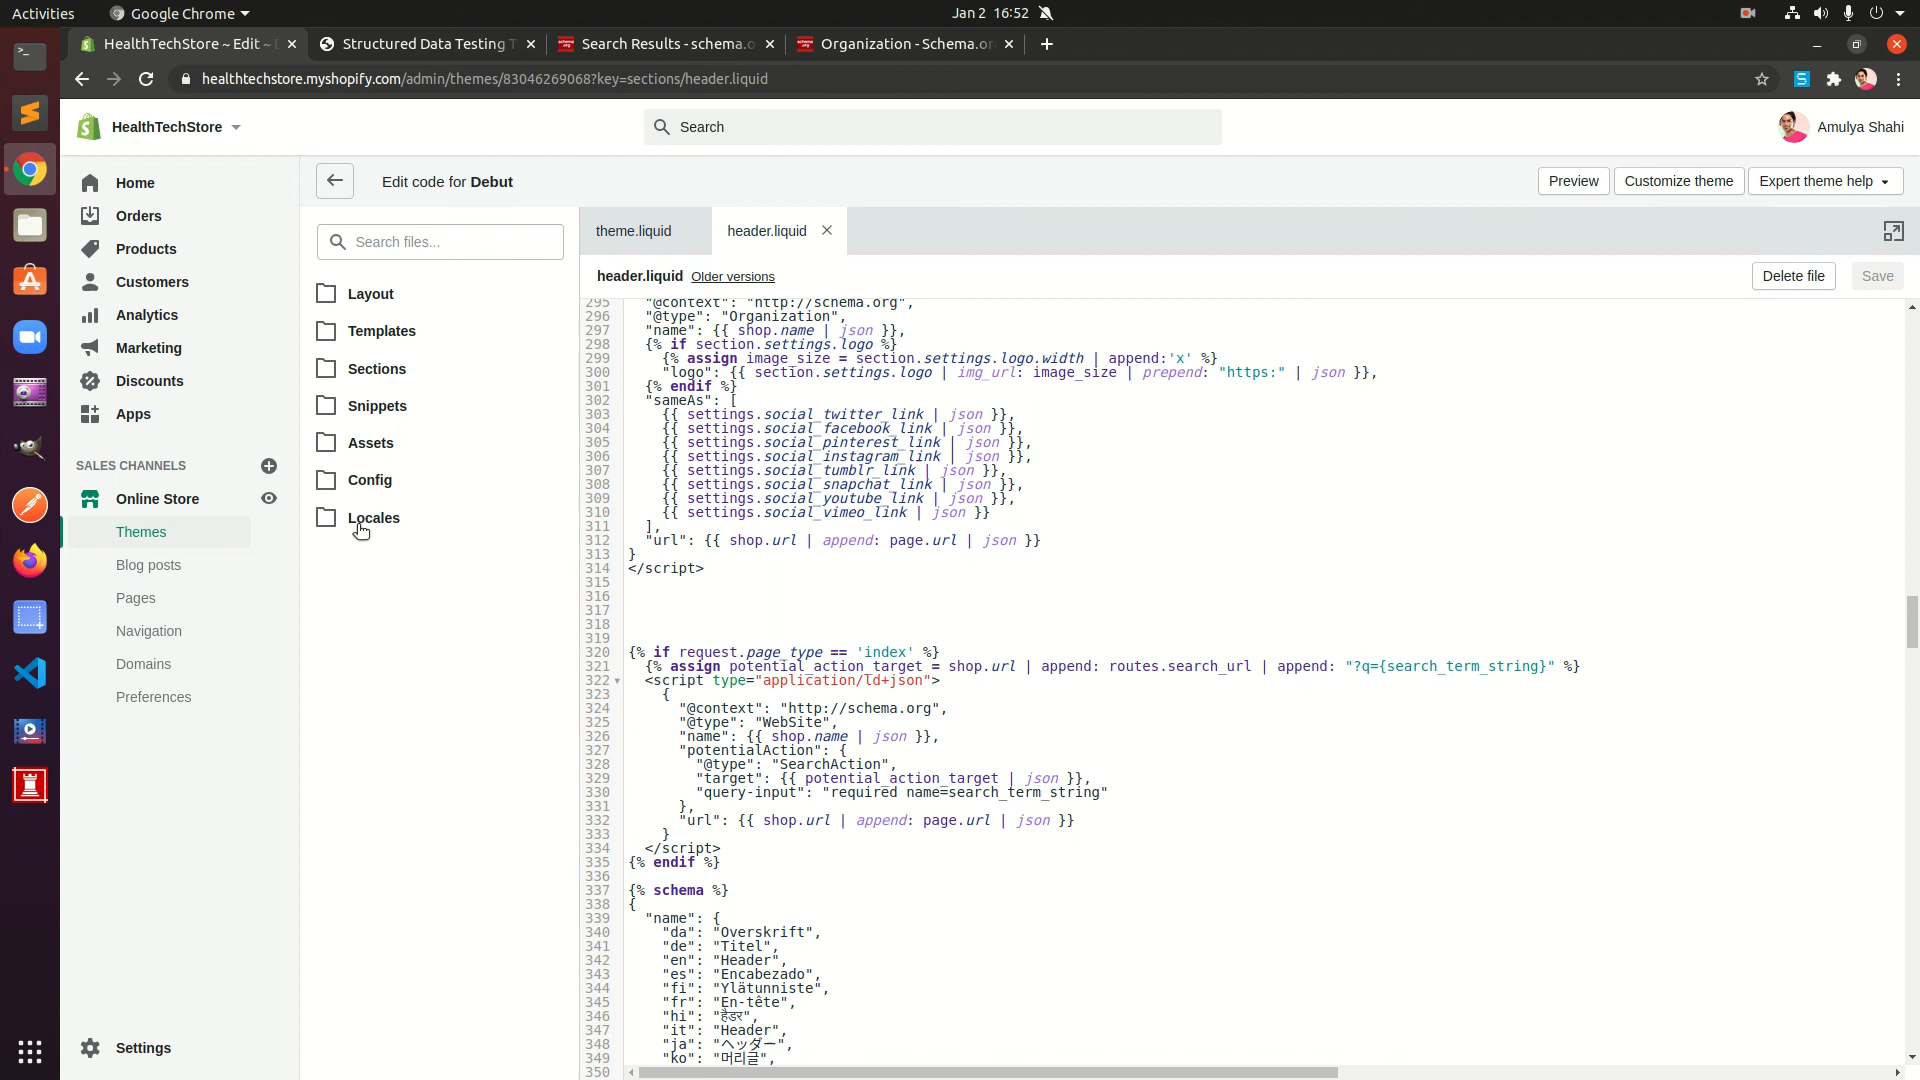 Activities
Google Chrome
Jan 2 16:52
HealthTechStore ~ Edit ~
Structured Data Testing T
Search Results - schema.o
Organization - Schema.or
healthtechstore.myshopify.com/admin/themes/83046269068?key=sections/header.liquid
HealthTechStore
Search
Amulya Shahi
Home
Orders
Products
Customers
Analytics
Marketing
Discounts
Apps
SALES CHANNELS
Online Store
Themes
Blog posts
Pages
Navigation
Domains
Preferences
Settings
Edit code for Debut
Preview
Customize theme
Expert theme help
Search files...
Layout
Templates
Sections
Snippets
Assets
Config
Locales
theme.liquid
header.liquid
header.liquid Older versions
Delete file
Save
295 "@context": "http://schema.org",
296 "@type": "Organization",
297 "name": {{ shop.name | json }},
298 {% if section.settings.logo %}
299 {% assign image_size = section.settings.logo.width | append:'x' %}
300 "logo": {{ section.settings.logo | img_url: image_size | prepend: "https:" | json }},
301 {% endif %}
302 "sameAs": [
303 {{ settings.social_twitter_link | json }},
304 {{ settings.social_facebook_link | json }},
305 {{ settings.social_pinterest_link | json }},
306 {{ settings.social_instagram_link | json }},
307 {{ settings.social_tumblr_link | json }},
308 {{ settings.social_snapchat_link | json }},
309 {{ settings.social_youtube_link | json }},
310 {{ settings.social_vimeo_link | json }}
311 ],
312 "url": {{ shop.url | append: page.url | json }}
313 }
314 </script>
315
316
317
318
319
320 {% if request.page_type == 'index' %}
321 {% assign potential_action_target = shop.url | append: routes.search_url | append: "?q={search_term_string}" %}
322 <script type="application/ld+json">
323 {
324 "@context": "http://schema.org",
325 "@type": "WebSite",
326 "name": {{ shop.name | json }},
327 "potentialAction": {
328 "@type": "SearchAction",
329 "target": {{ potential_action_target | json }},
330 "query-input": "required name=search_term_string"
331 },
332 "url": {{ shop.url | append: page.url | json }}
333 }
334 </script>
335 {% endif %}
336
337 {% schema %}
338 {
339 "name": {
340 "da": "Overskrift",
341 "de": "Titel",
342 "en": "Header",
343 "es": "Encabezado",
344 "fi": "Ylätunniste",
345 "fr": "En-tête",
346 "hi": "हैडर",
347 "it": "Header",
348 "ja": "ヘッダー",
349 "ko": "머리글",
350